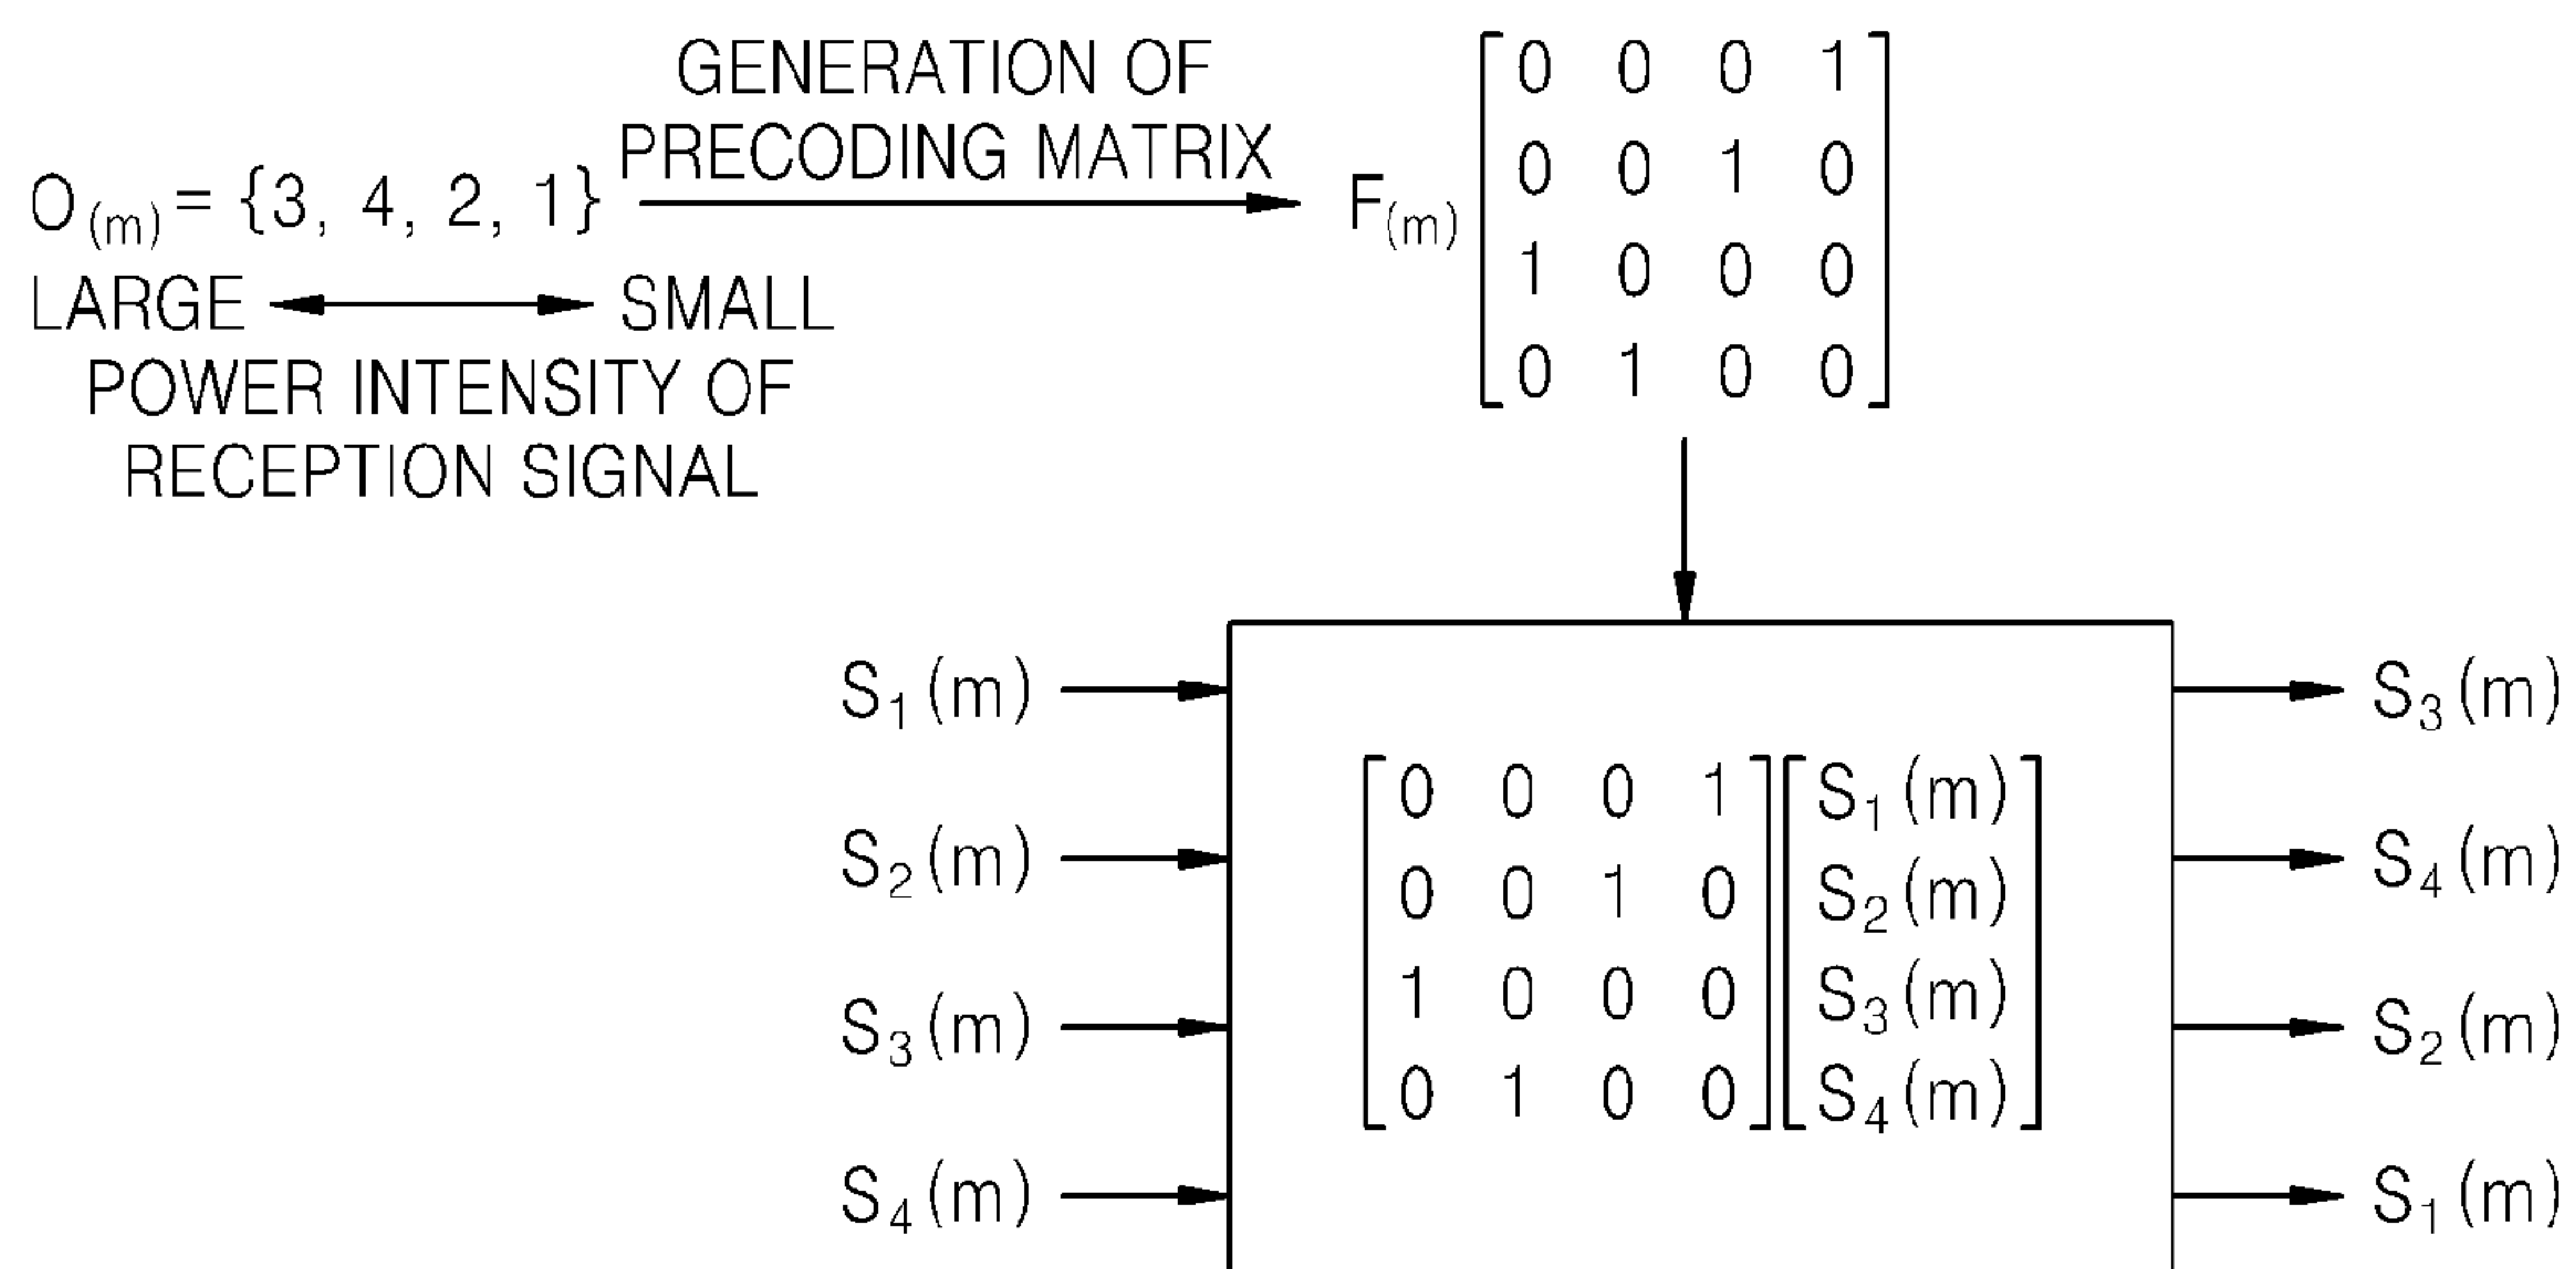 GENERATION OF
PRECODING MATRIX
O(m) = {3, 4, 2, 1}
LARGE SMALL
POWER INTENSITY OF
RECEPTION SIGNAL
F(m)
0 0 0 1
0 0 1 0
1 0 0 0
0 1 0 0
S1(m)
S2(m)
S3(m)
S4(m)
0 0 0 1 S1(m)
0 0 1 0 S2(m)
1 0 0 0 S3(m)
0 1 0 0 S4(m)
S3(m)
S4(m)
S2(m)
S1(m)